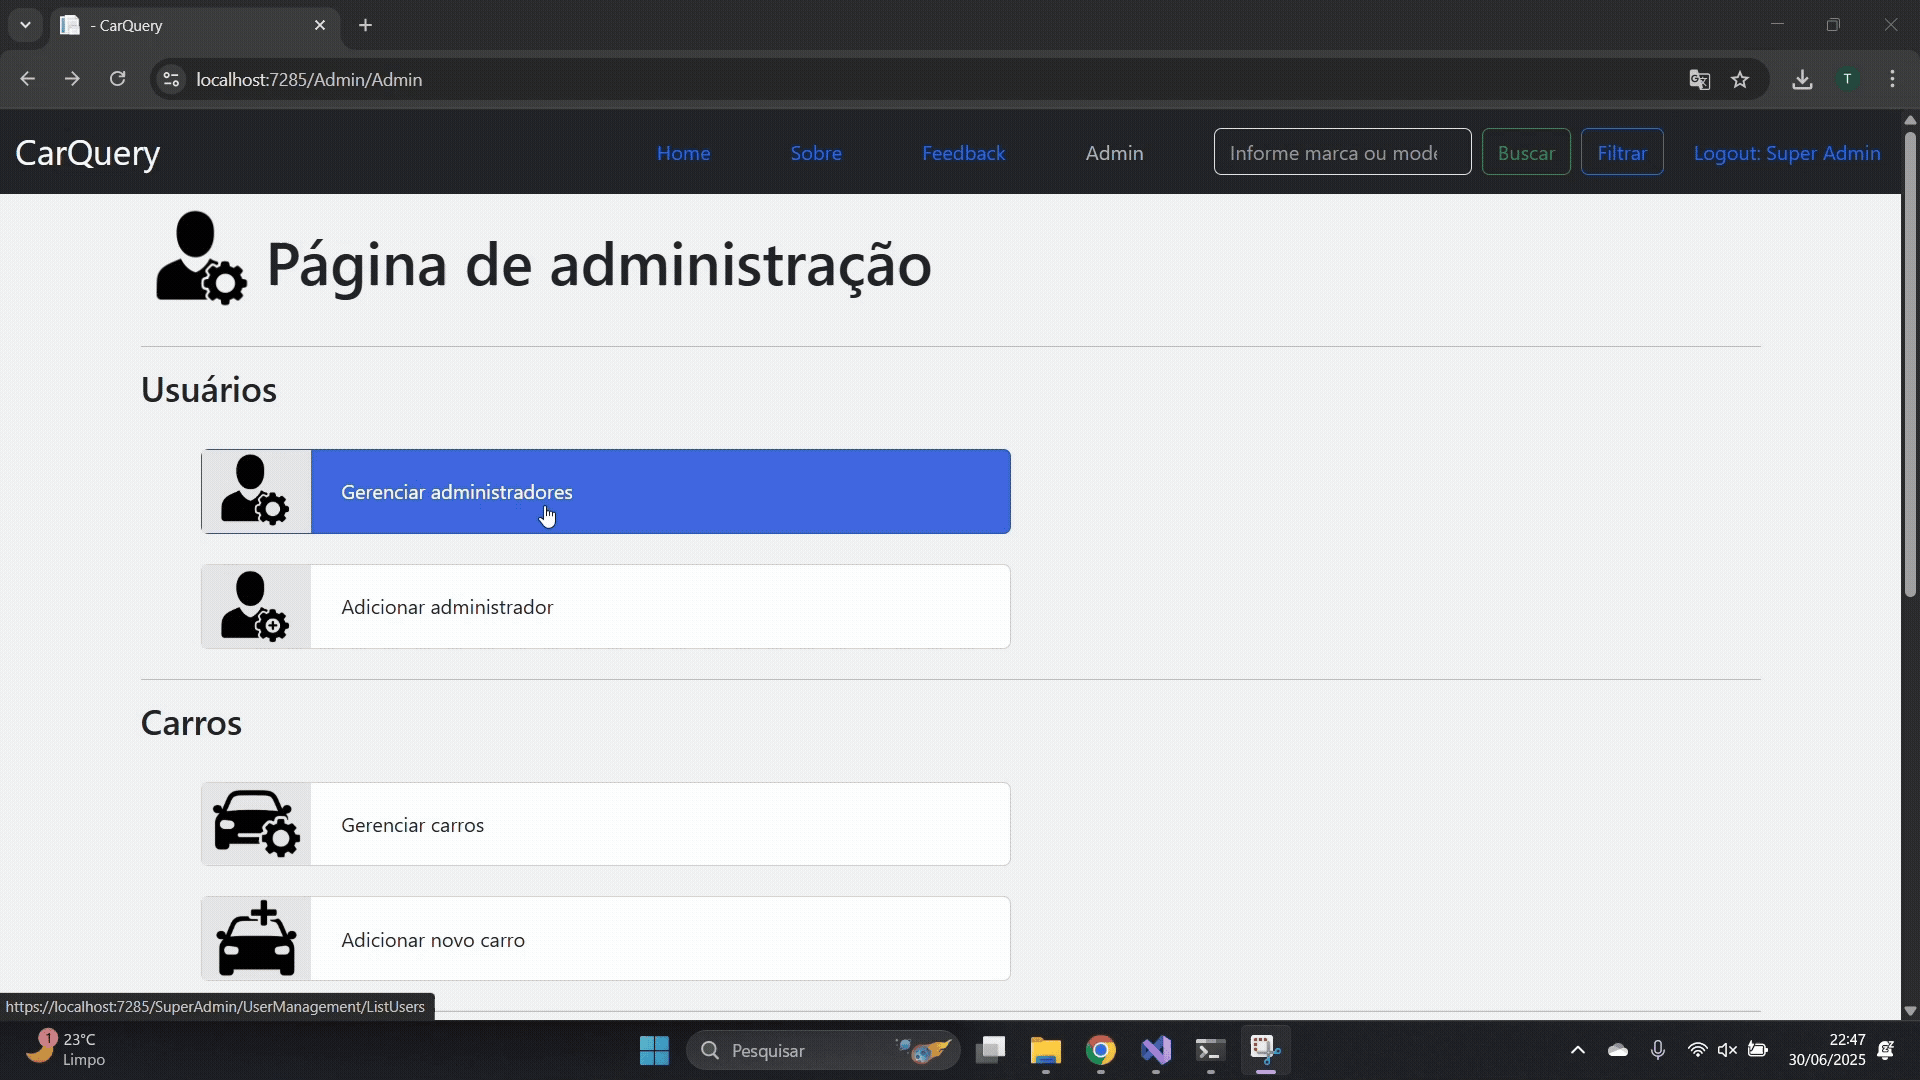 - CarQuery
localhost:7285/Admin/Admin
T
CarQuery
Home
Sobre
Feedback
Admin
Informe marca ou mode
Buscar
Filtrar
Logout: Super Admin
Página de administração
Usuários
Gerenciar administradores
Adicionar administrador
Carros
Gerenciar carros
Adicionar novo carro
https://localhost:7285/SuperAdmin/UserManagement/ListUsers
1
23°C
Limpo
Pesquisar
22:47
30/06/2025